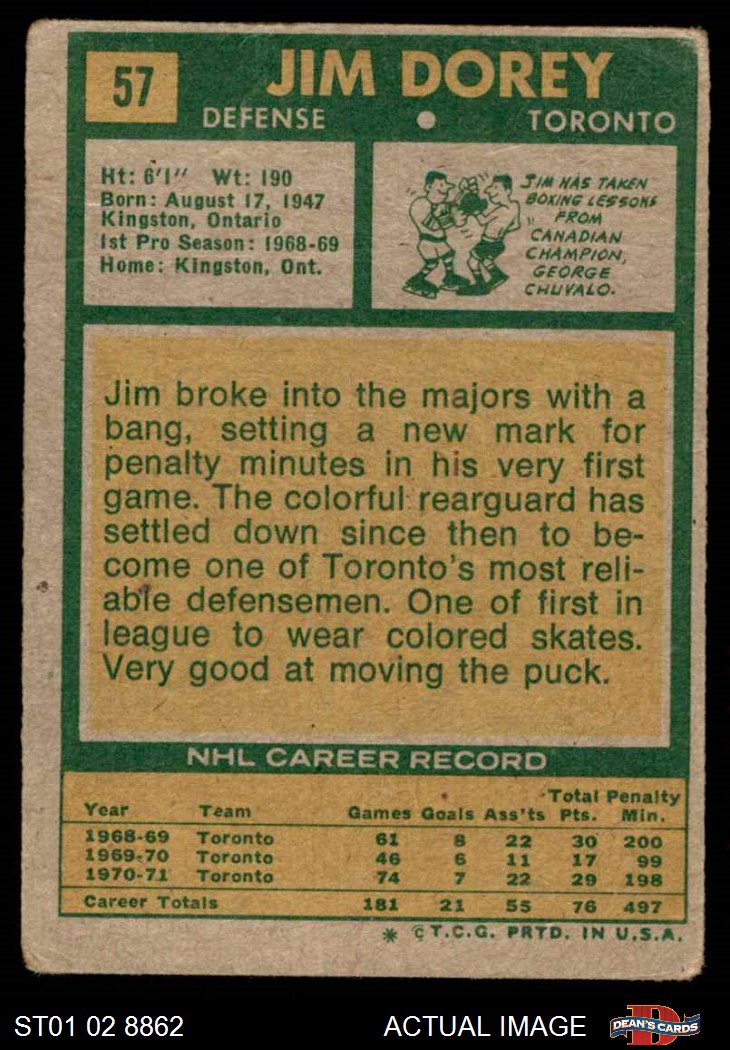 57
JIM DOREY
DEFENSE • TORONTO
Ht: 6'1" Wt: 190
Born: August 17, 1947
Kingston, Ontario
1st Pro Season: 1968-69
Home: Kingston, Ont.
JIM HAS TAKEN
BOXING LESSONS
FROM
CANADIAN
CHAMPION,
GEORGE
CHUVALO.
Jim broke into the majors with a
bang, setting a new mark for
penalty minutes in his very first
game. The colorful rearguard has
settled down since then to be-
come one of Toronto's most reli-
able defensemen. One of first in
league to wear colored skates.
Very good at moving the puck.
NHL CAREER RECORD
Total Penalty
Year Team Games Goals Ass'ts Pts. Min.
1968-69 Toronto 61 8 22 30 200
1969-70 Toronto 46 6 11 17 99
1970-71 Toronto 74 7 22 29 198
Career Totals 181 21 55 76 497
* © T.C.G. PRTD. IN U.S.A.
ST01 02 8862 ACTUAL IMAGE
DEAN'S CARDS